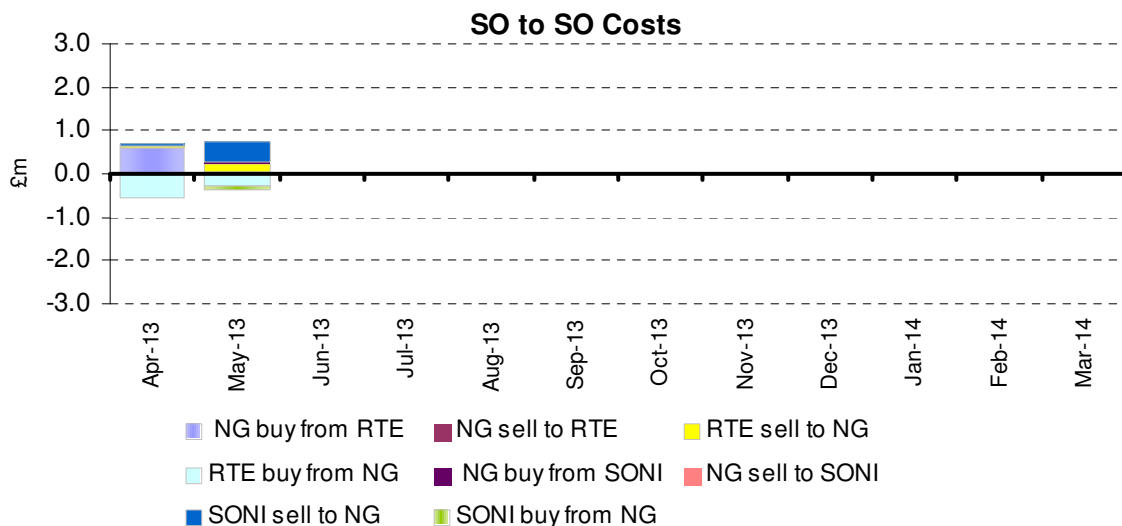 SO to SO Costs
3.0
2.0
1.0
0.0
-1.0
-2.0
-3.0
£m
Apr-13
May-13
Jun-13
Jul-13
Aug-13
Sep-13
Oct-13
Nov-13
Dec-13
Jan-14
Feb-14
Mar-14
NG buy from RTE
NG sell to RTE
RTE sell to NG
RTE buy from NG
NG buy from SONI
NG sell to SONI
SONI sell to NG
SONI buy from NG